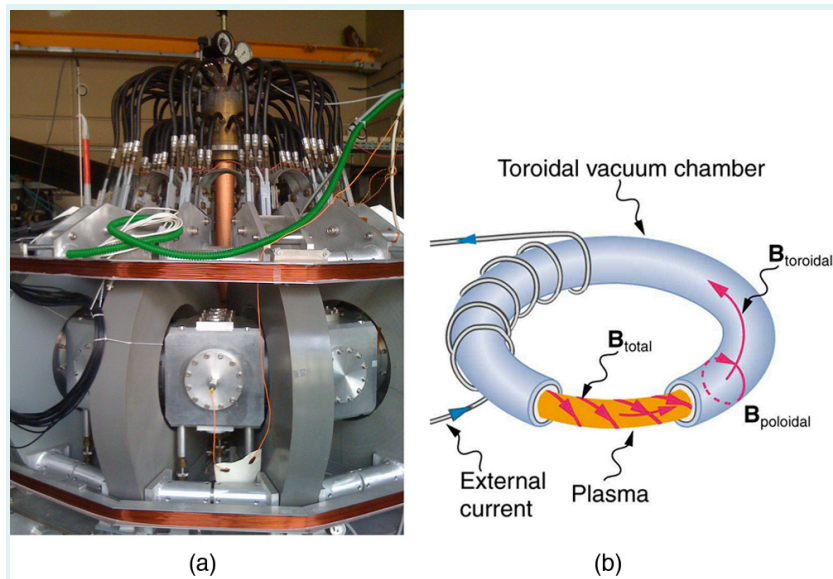 Toroidal vacuum chamber
B toroidal
B total
B poloidal
External
current
Plasma
(a)
(b)